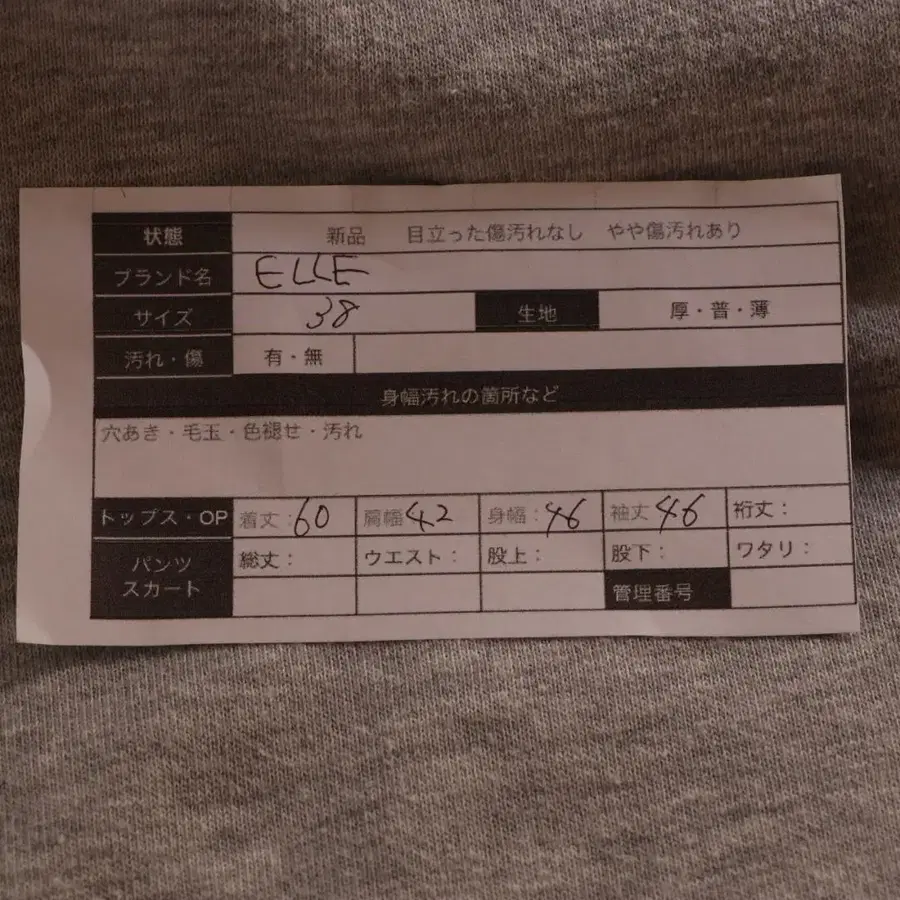 状態 新品 目立った傷汚れなし やや傷汚れあり
ブランド名 ELLE
サイズ 38 生地 厚・普・薄
汚れ・傷 有・無
身幅汚れの箇所など
穴あき・毛玉・色褪せ・汚れ
トップス・OP 着丈:60 肩幅42 身幅:46 袖丈46 裄丈:
パンツ スカート 総丈: ウエスト: 股上: 股下: ワタリ:
管理番号